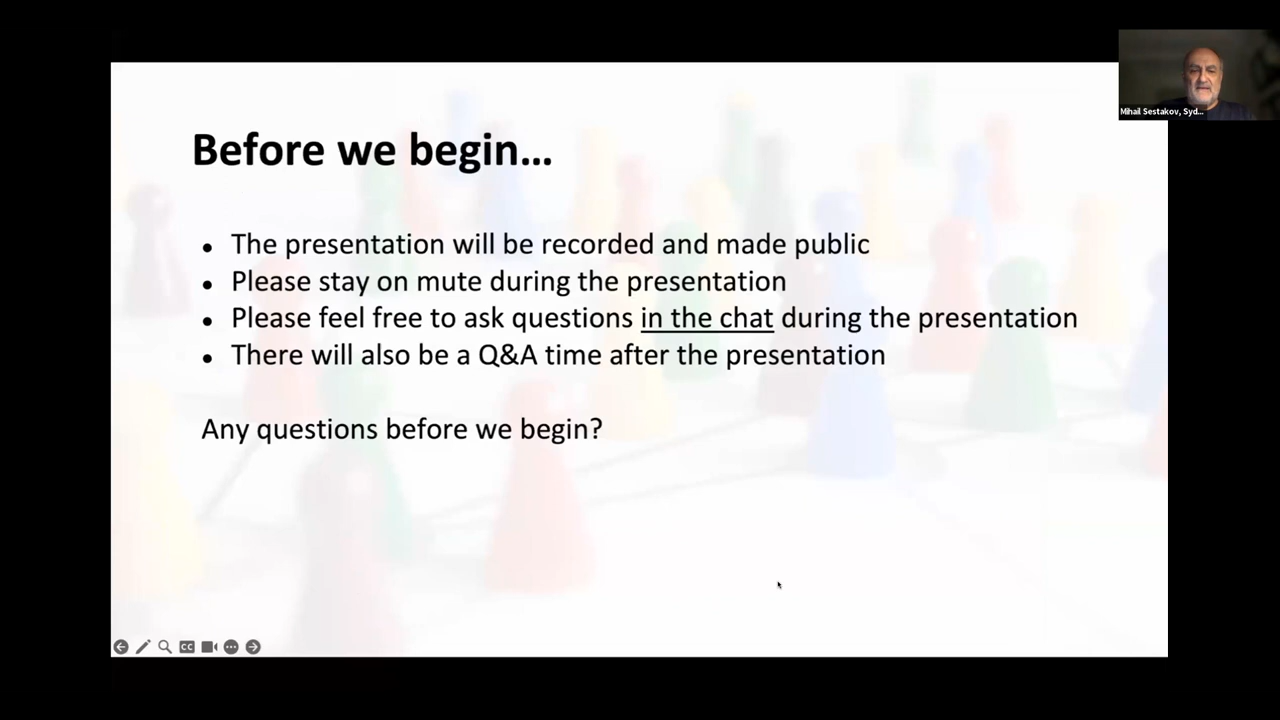 Mihail Sestakov, Syd...
Before we begin...
• The presentation will be recorded and made public
• Please stay on mute during the presentation
• Please feel free to ask questions in the chat during the presentation
• There will also be a Q&A time after the presentation
Any questions before we begin?
CC